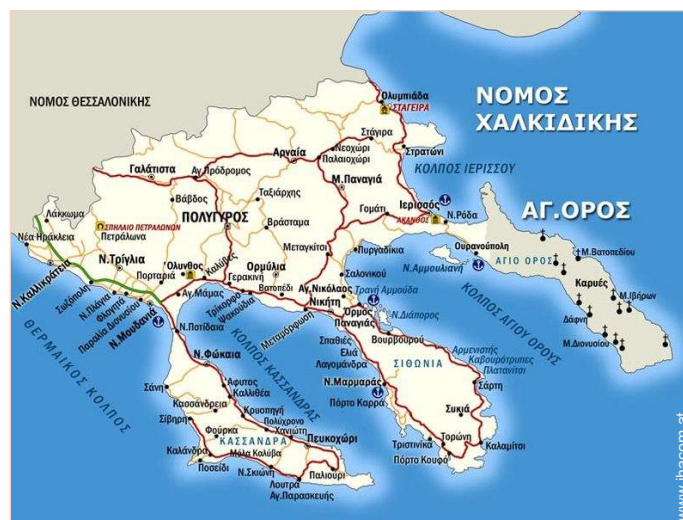 ΝΟΜΟΣ ΘΕΣΣΑΛΟΝΙΚΗΣ
ΝΟΜΟΣ
ΧΑΛΚΙΔΙΚΗΣ
Ολυμπιάδα
ΣΤΑΓΕΙΡΑ
Στάγιρα
Στρατώνι
Νεοχώρι
Παλαιοχώρι
Αρναία
ΚΟΛΠΟΣ ΙΕΡΙΣΣΟΥ
Γαλάτιστα
Αγ.Πρόδρομος
Μ.Παναγιά
Βάβδος
Ταξιάρχης
Ιερισσός
ΑΚΑΝΘΟΣ
Ν.Ρόδα
ΑΓ.ΟΡΟΣ
Γομάτι
Λάκκωμα
ΠΟΛΥΓΥΡΟΣ
Βράσταμα
ΣΠΗΛΑΙΟ ΠΕΤΡΑΛΩΝΩΝ
Πετράλωνα
Νέα Ηράκλεια
Μεταγκίτσι
Πυργαδίκια
Ουρανούπολη
ΑΓΙΟ ΟΡΟΣ
Μ.Βατοπεδίου
Ν.Τρίγλια
Όλυνθος
Καλύβες
Ορμύλια
Ν.Αμμουλιανή
Ν.Καλλικράτεια
Πορταριά
Γερακινή
Σαλονικιού
Καρυές
Σωζόπολη
Βατοπέδι
Αγ.Νικόλαος
Τρανή Αμμούδα
Μ.Ιβήρων
Ν.Πλάγια
Φλογητά
Παραλία Διονυσίου
Αγ.Μάμας
Τρίκορφο
Ψακούδια
Νικήτη
Ν.Διάπορος
Δάφνη
ΚΟΛΠΟΣ ΑΓΙΟΥ ΟΡΟΥΣ
Ν.Μουδανιά
Μεταμόρφωση
Όρμος
Παναγιάς
Ν.Ποτίδαια
Βουρβουρού
Μ.Διονυσίου
ΘΕΡΜΑΪΚΟΣ ΚΟΛΠΟΣ
ΚΟΛΠΟΣ ΚΑΣΣΑΝΔΡΑΣ
Σπαθιές
Ελιά
Λαγομάνδρα
Αρμενιστής
Καβουρότρυπες
Πλατανίτσι
Ν.Φώκαια
ΣΙΘΩΝΙΑ
Σάνη
Άφυτος
Καλλιθέα
Ν.Μαρμαράς
Σάρτη
Πόρτο Καρρά
Κασσάνδρεια
Κρυοπηγή
Σίβηρη
Πολύχρονο
Συκιά
Φούρκα
Χανιώτη
ΚΑΣΣΑΝΔΡΑ
Πευκοχώρι
Τριστινίκα
Τορώνη
Καλαμίτσι
Καλάνδρα
Μόλα Καλύβα
Πόρτο Κουφό
Ποσείδι
Ν.Σκιώνη
Παλιούρι
Λουτρά
Αγ.Παρασκευής
www.ihacom.at